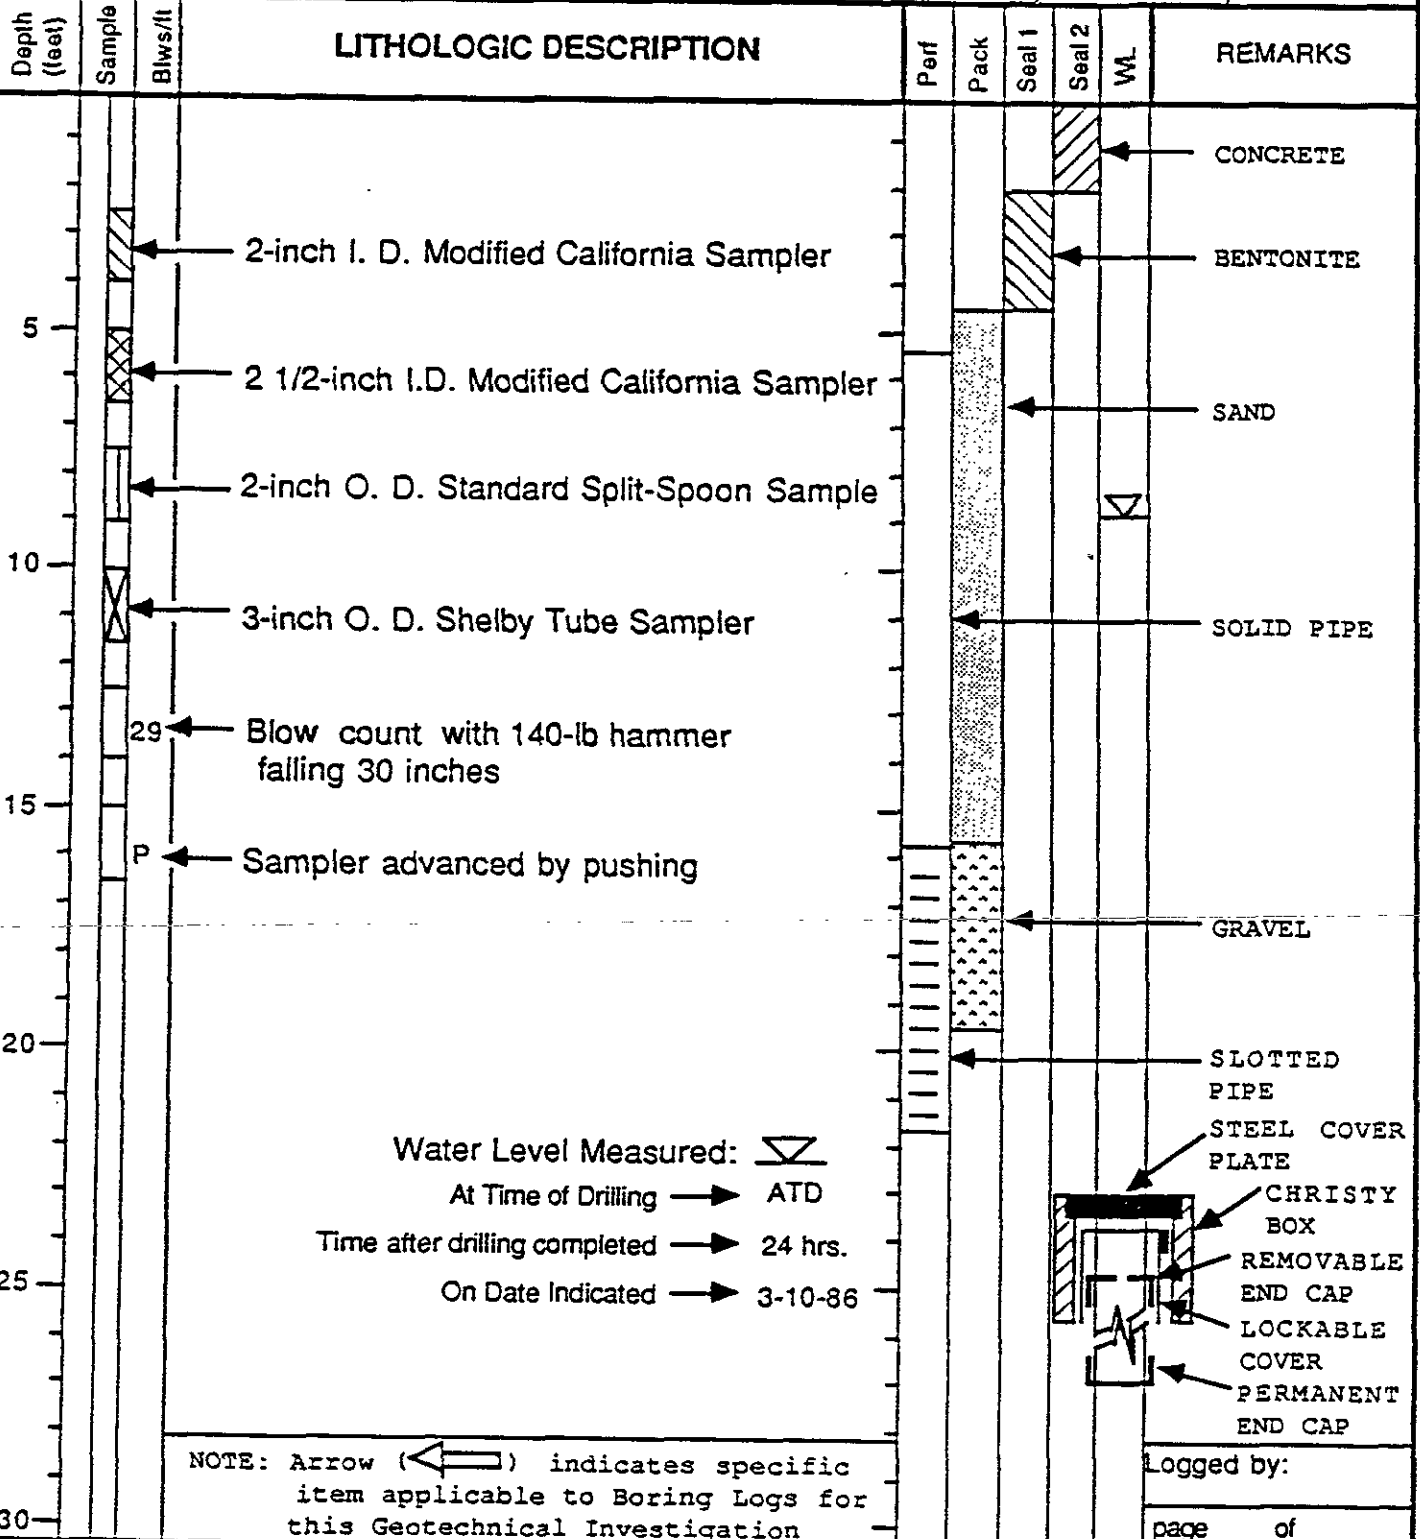 Depth
(feet)
Sample
Blws/ft
LITHOLOGIC DESCRIPTION
Perf
Pack
Seal 1
Seal 2
WL
REMARKS
CONCRETE
2-inch I. D. Modified California Sampler
BENTONITE
5
2 1/2-inch I.D. Modified California Sampler
SAND
2-inch O. D. Standard Split-Spoon Sample
10
3-inch O. D. Shelby Tube Sampler
SOLID PIPE
29
Blow count with 140-lb hammer
falling 30 inches
15
P
Sampler advanced by pushing
GRAVEL
20
SLOTTED
PIPE
Water Level Measured:
At Time of Drilling
ATD
Time after drilling completed
24 hrs.
On Date Indicated
3-10-86
STEEL COVER
PLATE
CHRISTY
BOX
REMOVABLE
END CAP
25
LOCKABLE
COVER
PERMANENT
END CAP
NOTE: Arrow ( ) indicates specific
item applicable to Boring Logs for
this Geotechnical Investigation
Logged by:
30
page of